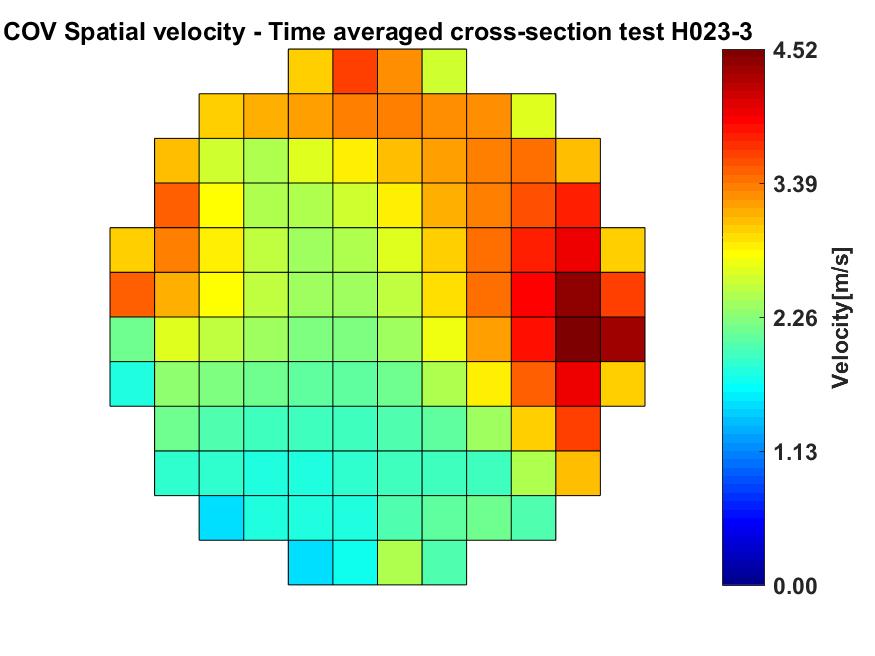 COV Spatial velocity - Time averaged cross-section test H023-3
4.52
3.39
2.26
1.13
0.00
Velocity[m/s]